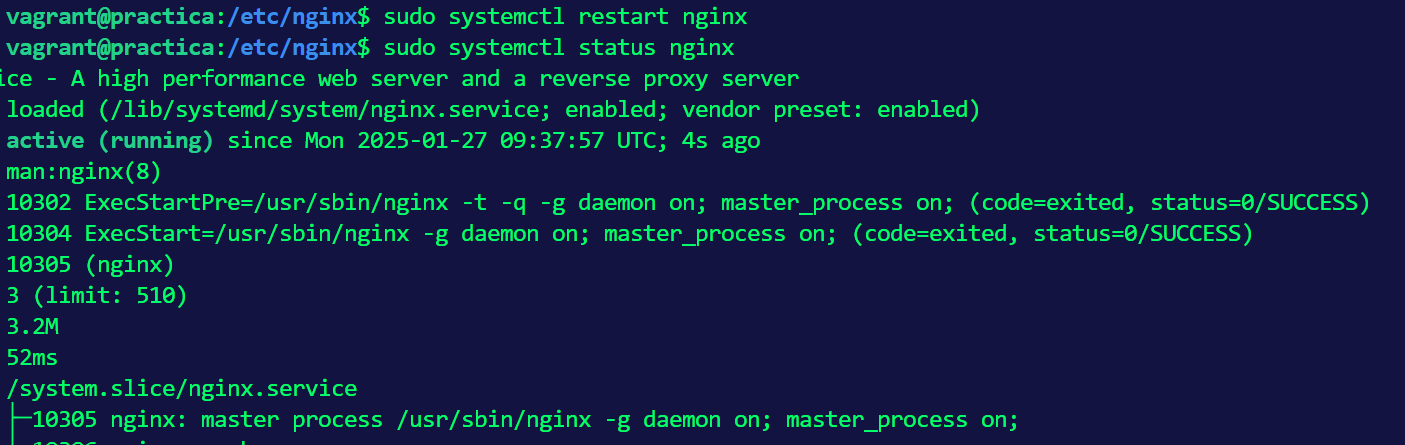 vagrant@practica:/etc/nginx$ sudo systemctl restart nginx
vagrant@practica:/etc/nginx$ sudo systemctl status nginx
ice - A high performance web server and a reverse proxy server
loaded (/lib/systemd/system/nginx.service; enabled; vendor preset: enabled)
active (running) since Mon 2025-01-27 09:37:57 UTC; 4s ago
man:nginx(8)
10302 ExecStartPre=/usr/sbin/nginx -t -q -g daemon on; master_process on; (code=exited, status=0/SUCCESS)
10304 ExecStart=/usr/sbin/nginx -g daemon on; master_process on; (code=exited, status=0/SUCCESS)
10305 (nginx)
3 (limit: 510)
3.2M
52ms
/system.slice/nginx.service
├─10305 nginx: master process /usr/sbin/nginx -g daemon on; master_process on;